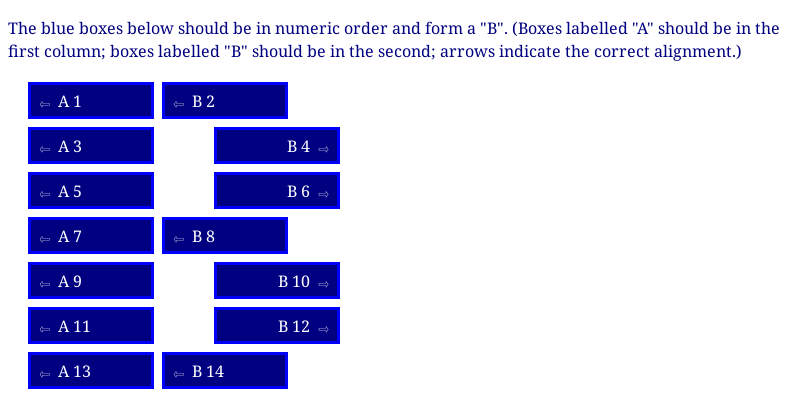 The blue boxes below should be in numeric order and form a "B". (Boxes labelled "A" should be in the
first column; boxes labelled "B" should be in the second; arrows indicate the correct alignment.)
⇦ A 1 ⇦ B 2
⇦ A 3 B 4 ⇨
⇦ A 5 B 6 ⇨
⇦ A 7 ⇦ B 8
⇦ A 9 B 10 ⇨
⇦ A 11 B 12 ⇨
⇦ A 13 ⇦ B 14